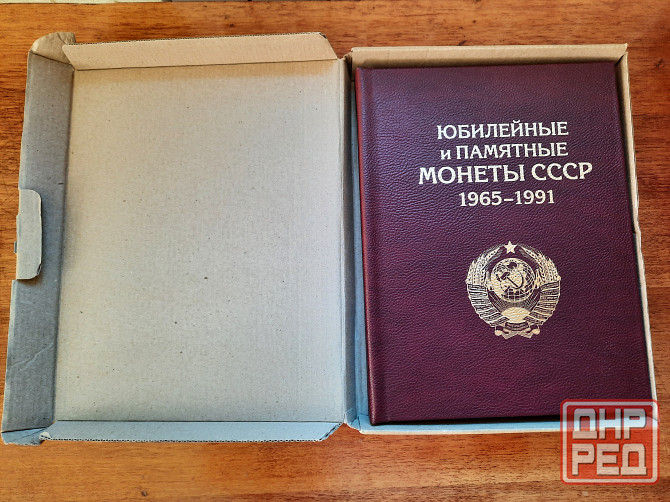 ЮБИЛЕЙНЫЕ
и ПАМЯТНЫЕ
МОНЕТЫ СССР
1965–1991
ДНР
РЕД